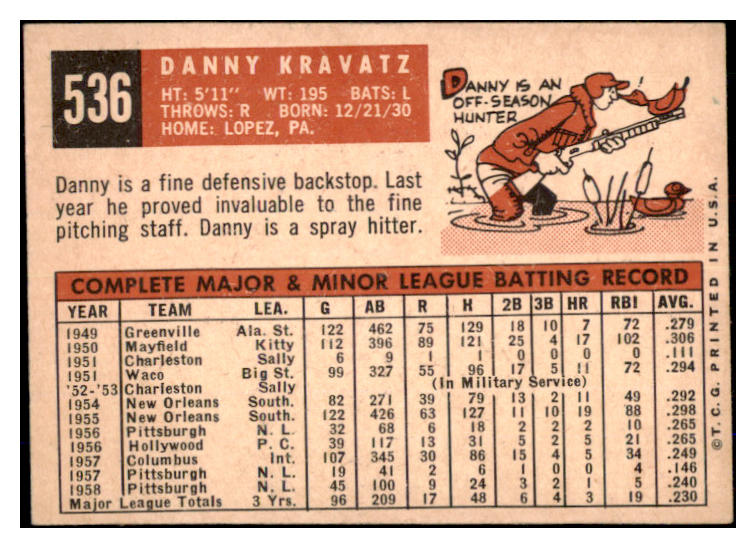 536
DANNY KRAVATZ
HT: 5'11" WT: 195 BATS: L
THROWS: R BORN: 12/21/30
HOME: LOPEZ, PA.
DANNY IS AN
OFF-SEASON
HUNTER
Danny is a fine defensive backstop. Last
year he proved invaluable to the fine
pitching staff. Danny is a spray hitter.
COMPLETE MAJOR & MINOR LEAGUE BATTING RECORD
YEAR TEAM LEA. G AB R H 2B 3B HR RBI AVG.
1949 Greenville Ala. St. 122 462 75 129 18 10 7 72 .279
1950 Mayfield Kitty 112 396 89 121 25 4 17 102 .306
1951 Charleston Sally 6 9 1 1 0 0 0 0 .111
1951 Waco Big St. 99 327 55 96 17 5 11 72 .294
'52-'53 Charleston Sally (In Military Service)
1954 New Orleans South. 82 271 39 79 13 2 11 49 .292
1955 New Orleans South. 122 426 63 127 11 10 19 88 .298
1956 Pittsburgh N. L. 32 68 6 18 2 2 2 10 .265
1956 Hollywood P. C. 39 117 13 31 5 2 5 21 .265
1957 Columbus Int. 107 345 30 86 15 4 5 34 .249
1957 Pittsburgh N. L. 19 41 2 6 1 0 0 4 .146
1958 Pittsburgh N. L. 45 100 9 24 3 2 1 5 .240
Major League Totals 3 Yrs. 96 209 17 48 6 4 3 19 .230
©T. C. G. PRINTED IN U.S.A.